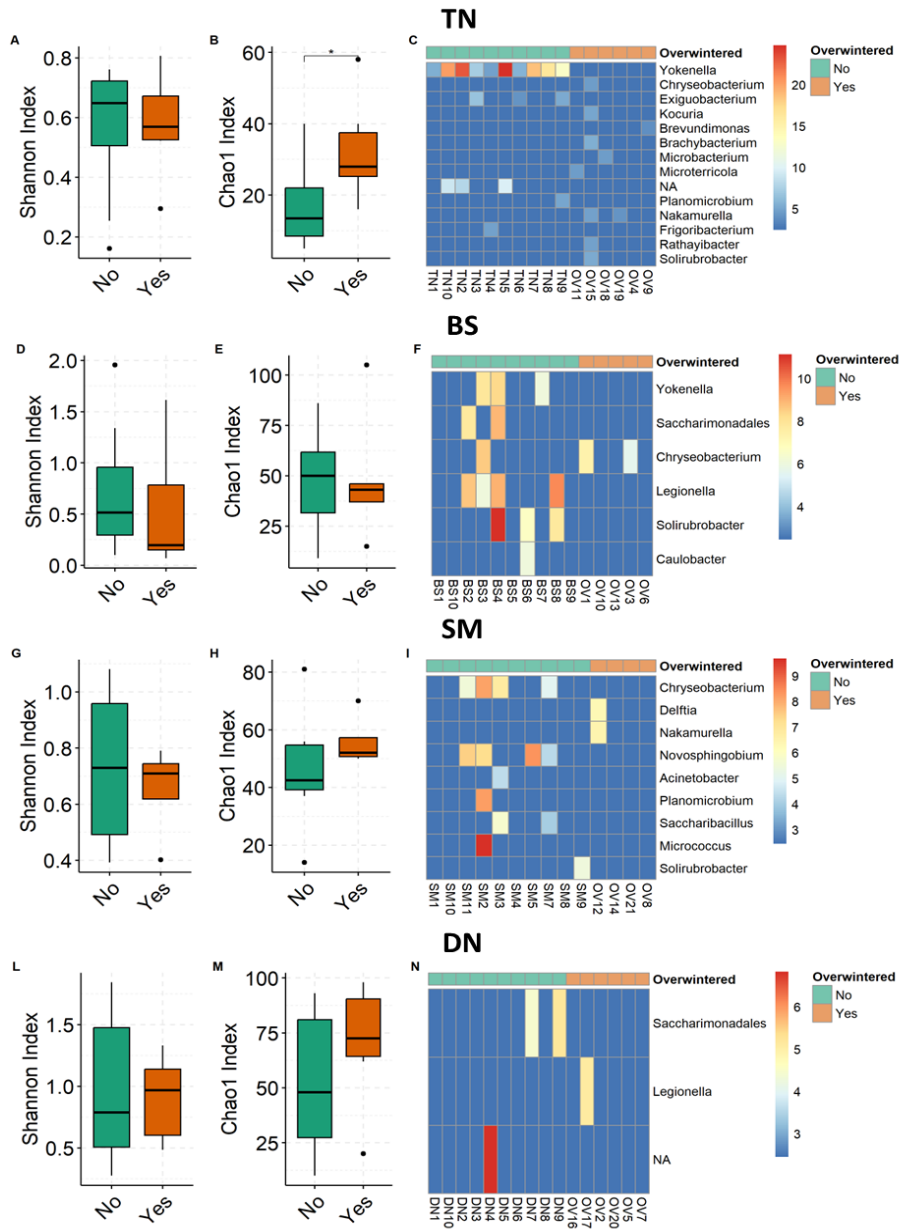 TN
A
Shannon Index
0.8
0.6
0.4
0.2
No
Yes
B
Chao1 Index
60
40
20
*
No
Yes
C
Overwintered
Yokenella
Chryseobacterium
Exiguobacterium
Kocuria
Brevundimonas
Brachybacterium
Microbacterium
Microterricola
NA
Planomicrobium
Nakamurella
Frigoribacterium
Rathayibacter
Solirubrobacter
TN1 TN10 TN2 TN3 TN4 TN5 TN6 TN7 TN8 TN9 OV11 OV15 OV18 OV19 OV4 OV9
20
15
10
5
Overwintered
No
Yes
BS
D
Shannon Index
2.0
1.5
1.0
0.5
0.0
No
Yes
E
Chao1 Index
100
75
50
25
No
Yes
F
Overwintered
Yokenella
Saccharimonadales
Chryseobacterium
Legionella
Solirubrobacter
Caulobacter
BS1 BS10 BS2 BS3 BS4 BS5 BS6 BS7 BS8 BS9 OV1 OV10 OV13 OV3 OV6
10
8
6
4
Overwintered
No
Yes
SM
G
Shannon Index
1.0
0.8
0.6
0.4
No
Yes
H
Chao1 Index
80
60
40
20
No
Yes
I
Overwintered
Chryseobacterium
Delftia
Nakamurella
Novosphingobium
Acinetobacter
Planomicrobium
Saccharibacillus
Micrococcus
Solirubrobacter
SM1 SM10 SM11 SM2 SM3 SM4 SM5 SM7 SM8 SM9 OV12 OV14 OV21 OV8
9
8
7
6
5
4
3
Overwintered
No
Yes
DN
L
Shannon Index
1.5
1.0
0.5
No
Yes
M
Chao1 Index
100
75
50
25
No
Yes
N
Overwintered
Saccharimonadales
Legionella
NA
DN1 DN10 DN2 DN3 DN4 DN5 DN6 DN7 DN8 DN9 OV16 OV17 OV2 OV20 OV5 OV7
6
5
4
3
Overwintered
No
Yes